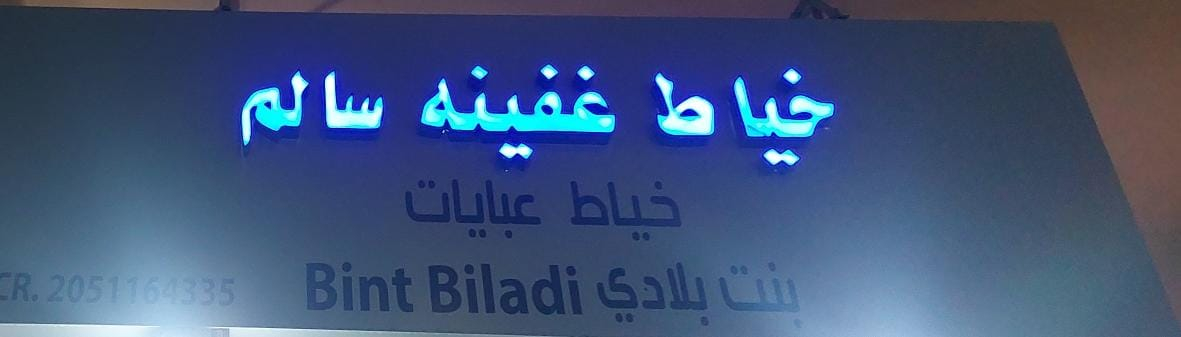 خياط غفينه سالم
خياط عبايات
بنت بلادي Bint Biladi
CR. 2051164335